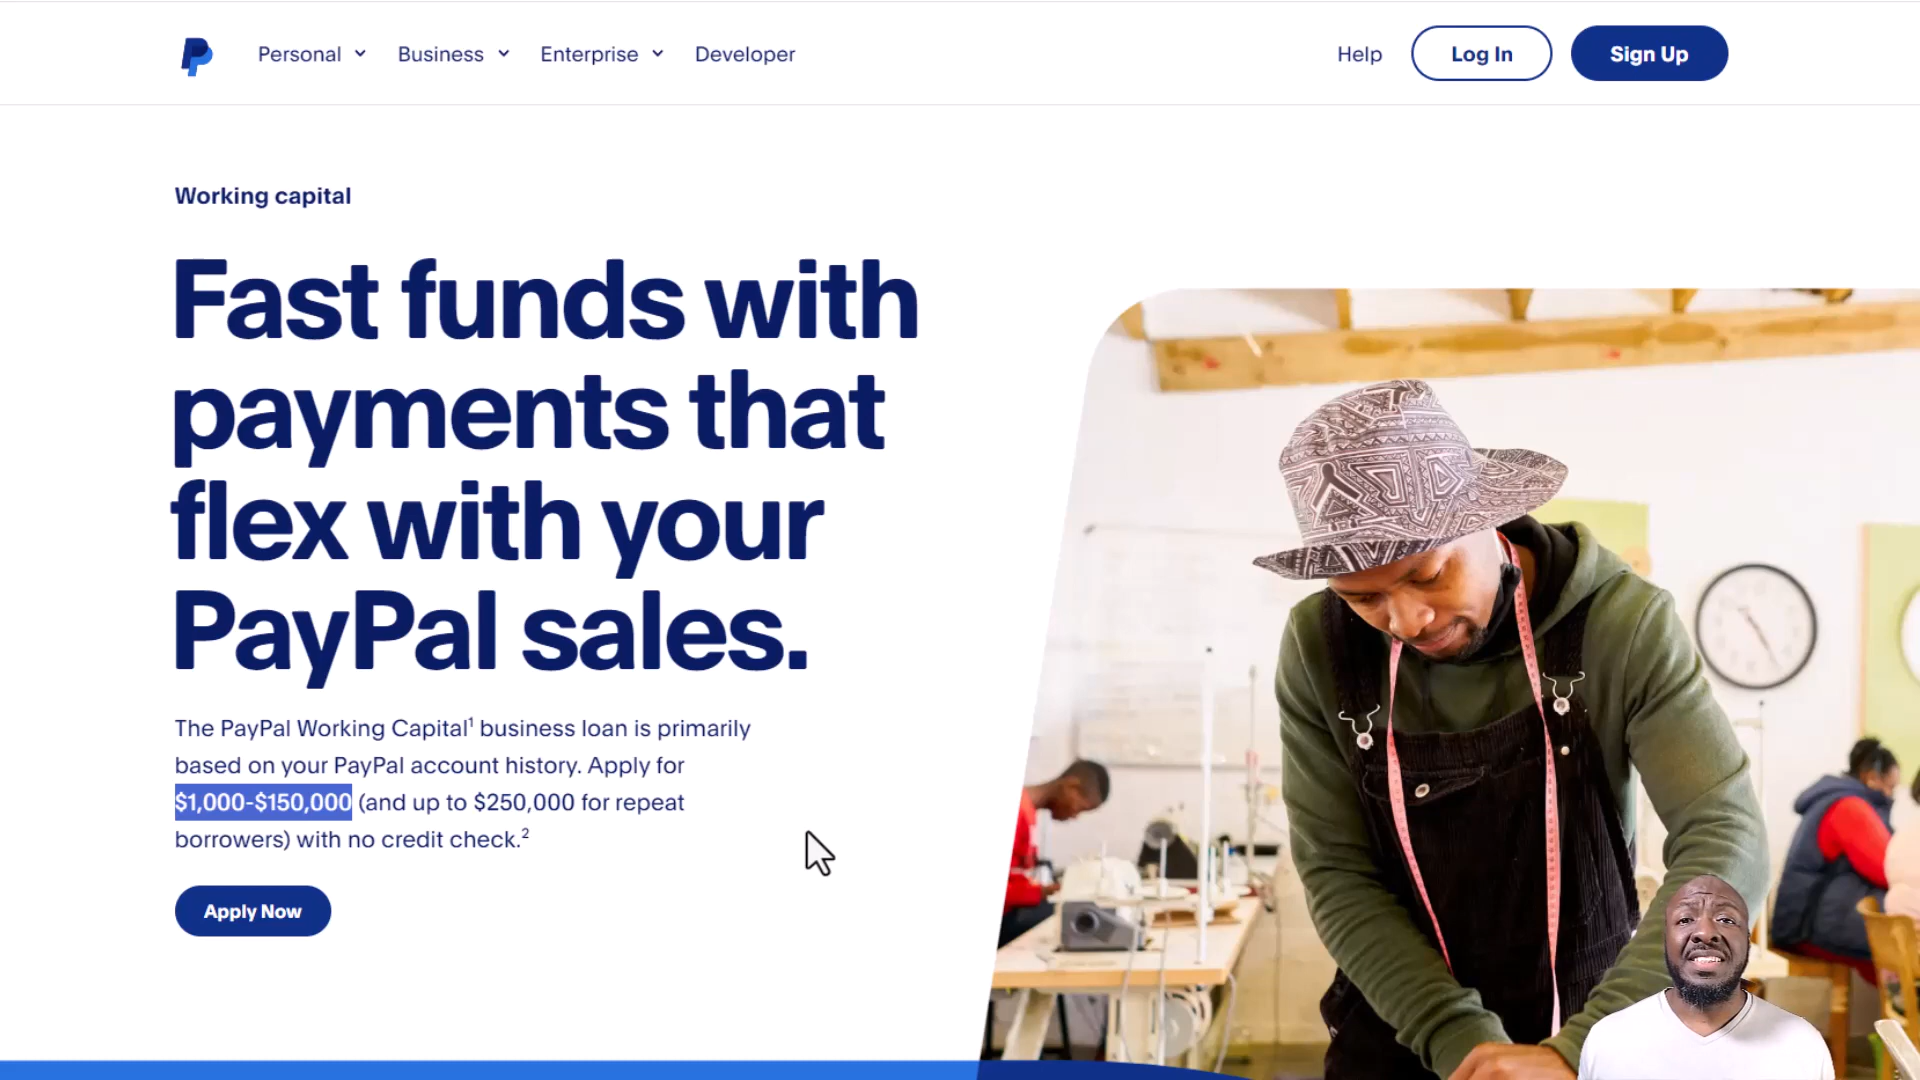 Personal Business Enterprise Developer Help Log In Sign Up
Working capital
Fast funds with
payments that
flex with your
PayPal sales.
The PayPal Working Capital¹ business loan is primarily
based on your PayPal account history. Apply for
$1,000-$150,000 (and up to $250,000 for repeat
borrowers) with no credit check.²
Apply Now